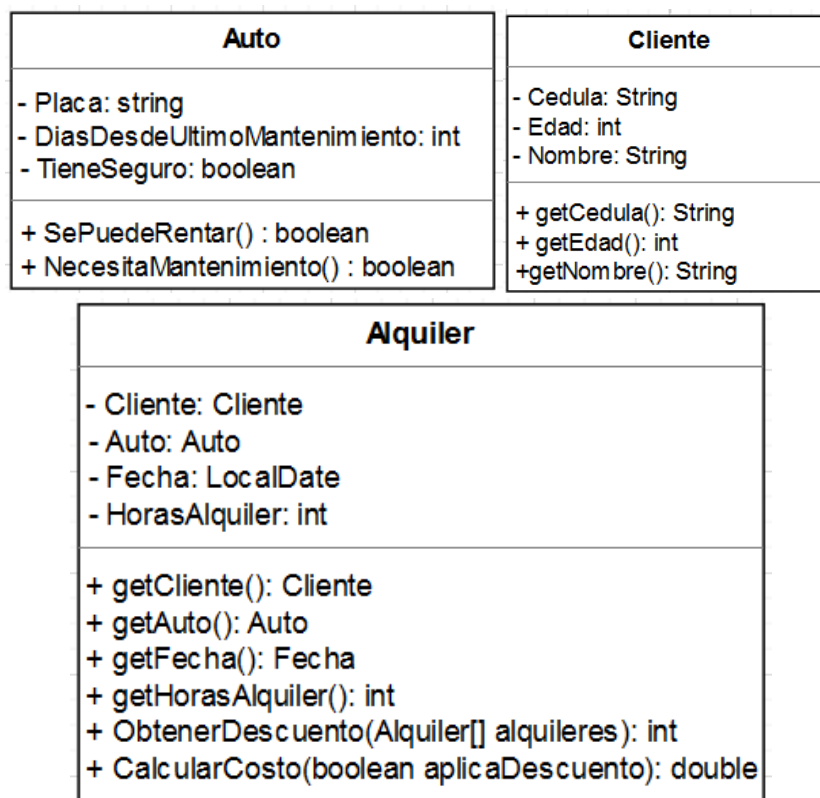 Auto
- Placa: string
- DiasDesdeUltimoMantenimiento: int
- TieneSeguro: boolean
+ SePuedeRentar() : boolean
+ NecesitaMantenimiento() : boolean
Cliente
- Cedula: String
- Edad: int
- Nombre: String
+ getCedula(): String
+ getEdad(): int
+getNombre(): String
Alquiler
- Cliente: Cliente
- Auto: Auto
- Fecha: LocalDate
- HorasAlquiler: int
+ getCliente(): Cliente
+ getAuto(): Auto
+ getFecha(): Fecha
+ getHorasAlquiler(): int
+ ObtenerDescuento(Alquiler[] alquileres): int
+ CalcularCosto(boolean aplicaDescuento): double